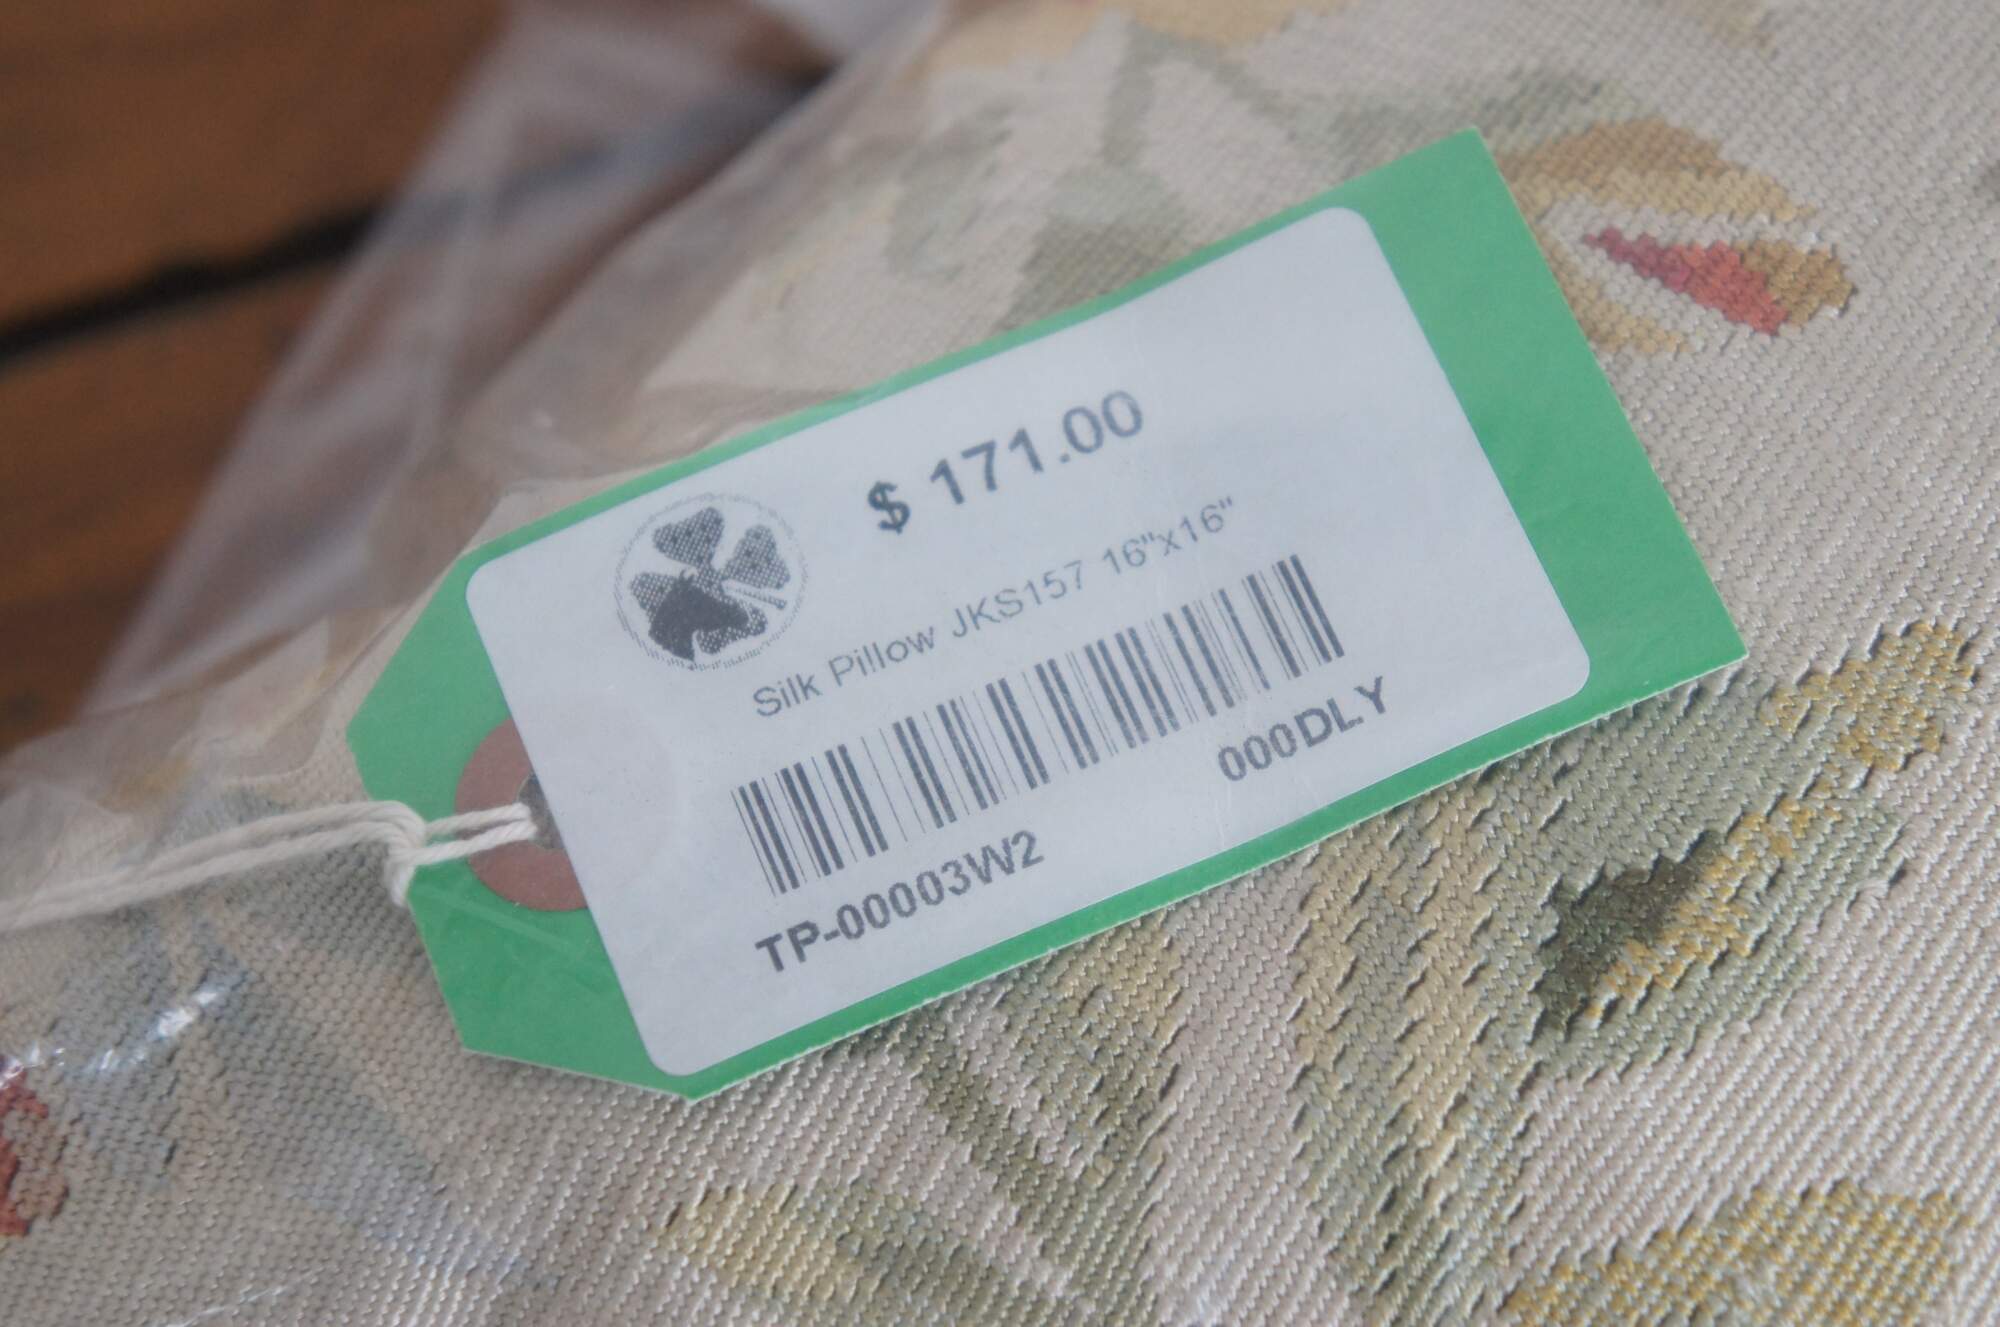 $ 171.00
Silk Pillow JKS157 16"x16"
000DLY
TP-00003W2